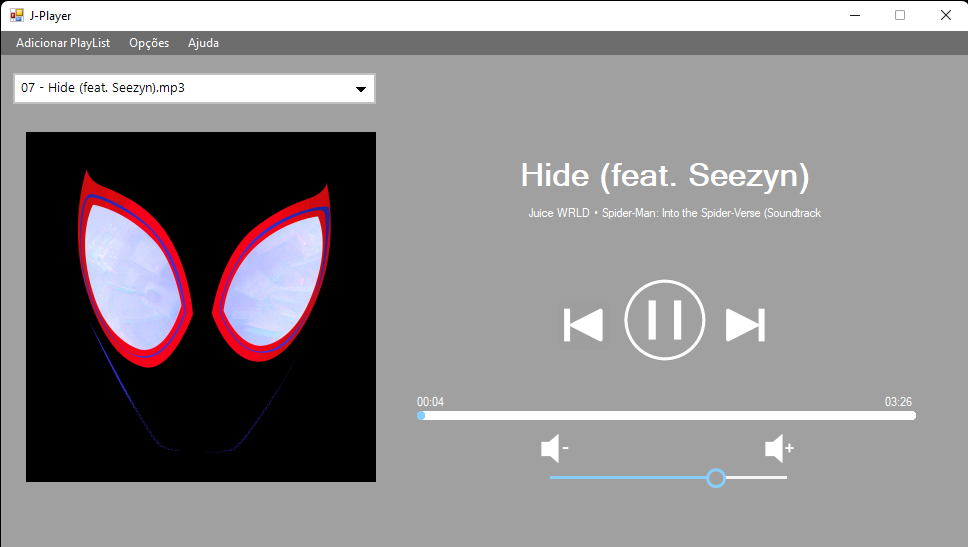 J-Player
Adicionar PlayList Opções Ajuda
07 - Hide (feat. Seezyn).mp3
Hide (feat. Seezyn)
Juice WRLD • Spider-Man: Into the Spider-Verse (Soundtrack
00:04 03:26
- +